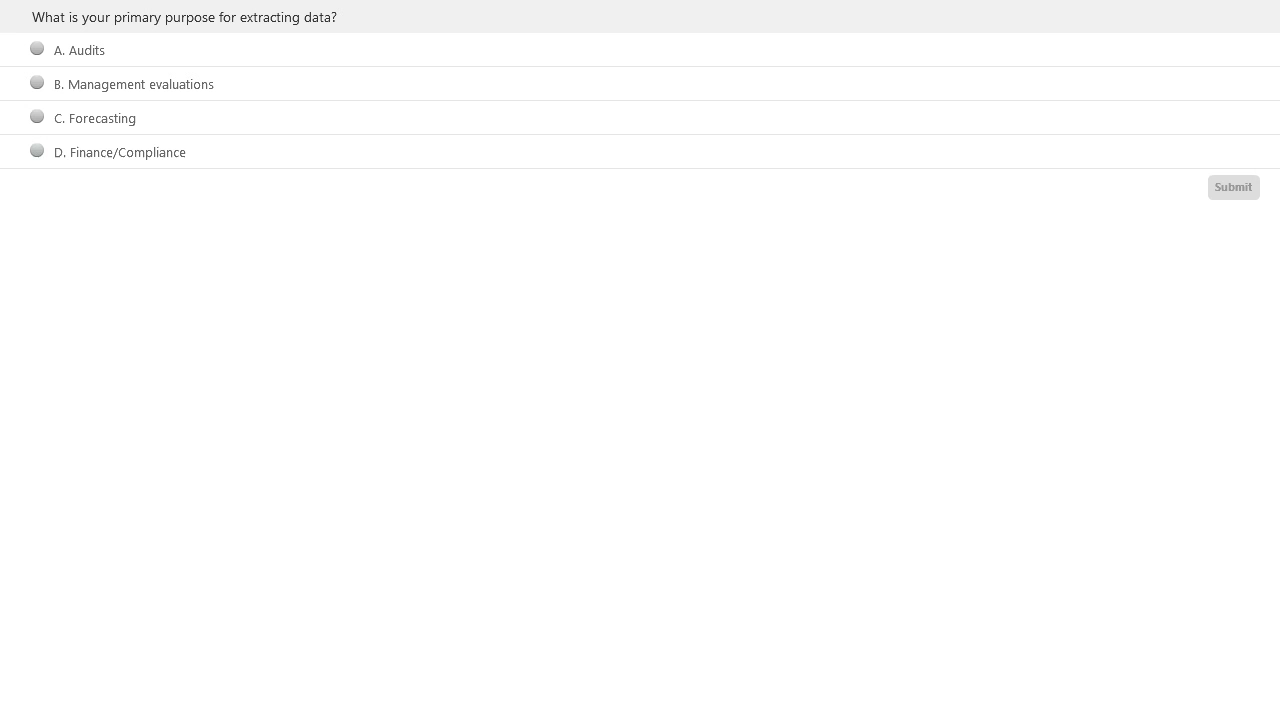 What is your primary purpose for extracting data?
A. Audits
B. Management evaluations
C. Forecasting
D. Finance/Compliance
Submit